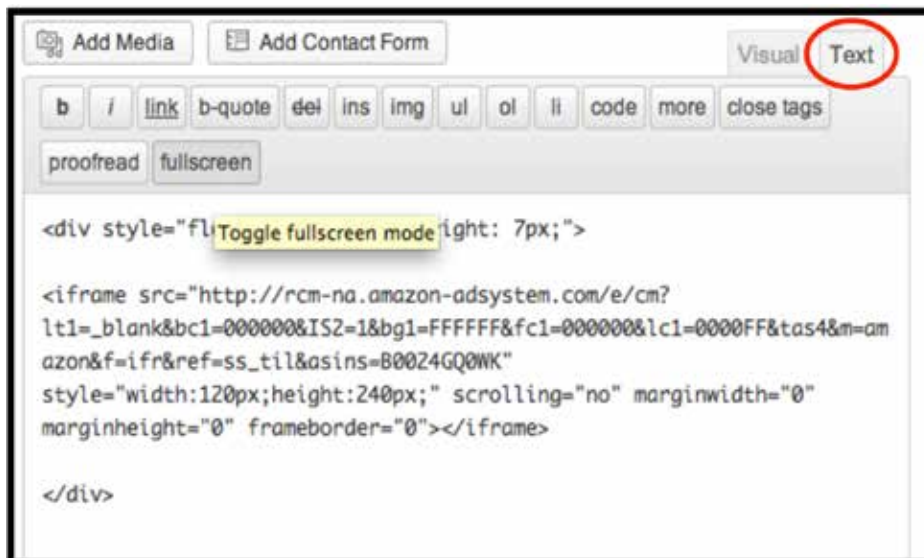 Add Media Add Contact Form
Visual Text
b i link b-quote del ins img ul ol li code more close tags
proofread fullscreen
<div style="fl Toggle fullscreen mode ight: 7px;">
<iframe src="http://rcm-na.amazon-adsystem.com/e/cm?
lt1=_blank&bc1=000000&IS2=1&bg1=FFFFFF&fc1=000000&lc1=0000FF&tas4&m=am
azon&f=ifr&ref=ss_til&asins=B00Z4GQ0WK"
style="width:120px;height:240px;" scrolling="no" marginwidth="0"
marginheight="0" frameborder="0"></iframe>
</div>